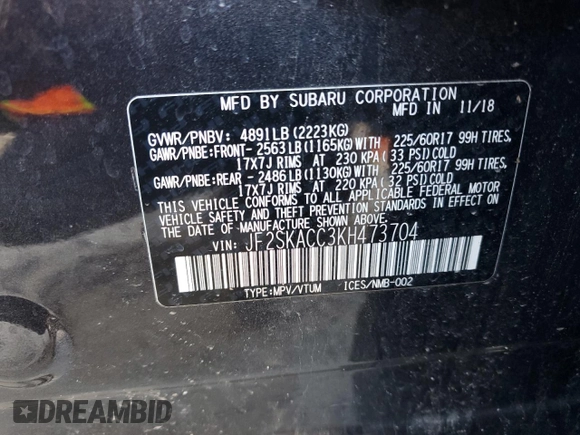 MFD BY SUBARU CORPORATION
MFD IN 11/18
GVWR/PNBV: 4891LB(2223KG)
GAWR/PNBE:FRONT- 2563LB(1165KG)WITH 225/60R17 99H TIRES,
17X7J RIMS AT 230 KPA(33 PSI)COLD
GAWR/PNBE:REAR - 2486LB(1130KG)WITH 225/60R17 99H TIRES,
17X7J RIMS AT 220 KPA(32 PSI)COLD
THIS VEHICLE CONFORMS TO ALL APPLICABLE FEDERAL MOTOR
VEHICLE SAFETY AND THEFT PREVENTION STANDARDS IN EFFECT ON
THE DATE OF MANUFACTURE SHOWN ABOVE.
VIN: JF2SKACC3KH473704
TYPE:MPV/VTUM ICES/NMB-002
DREAMBID